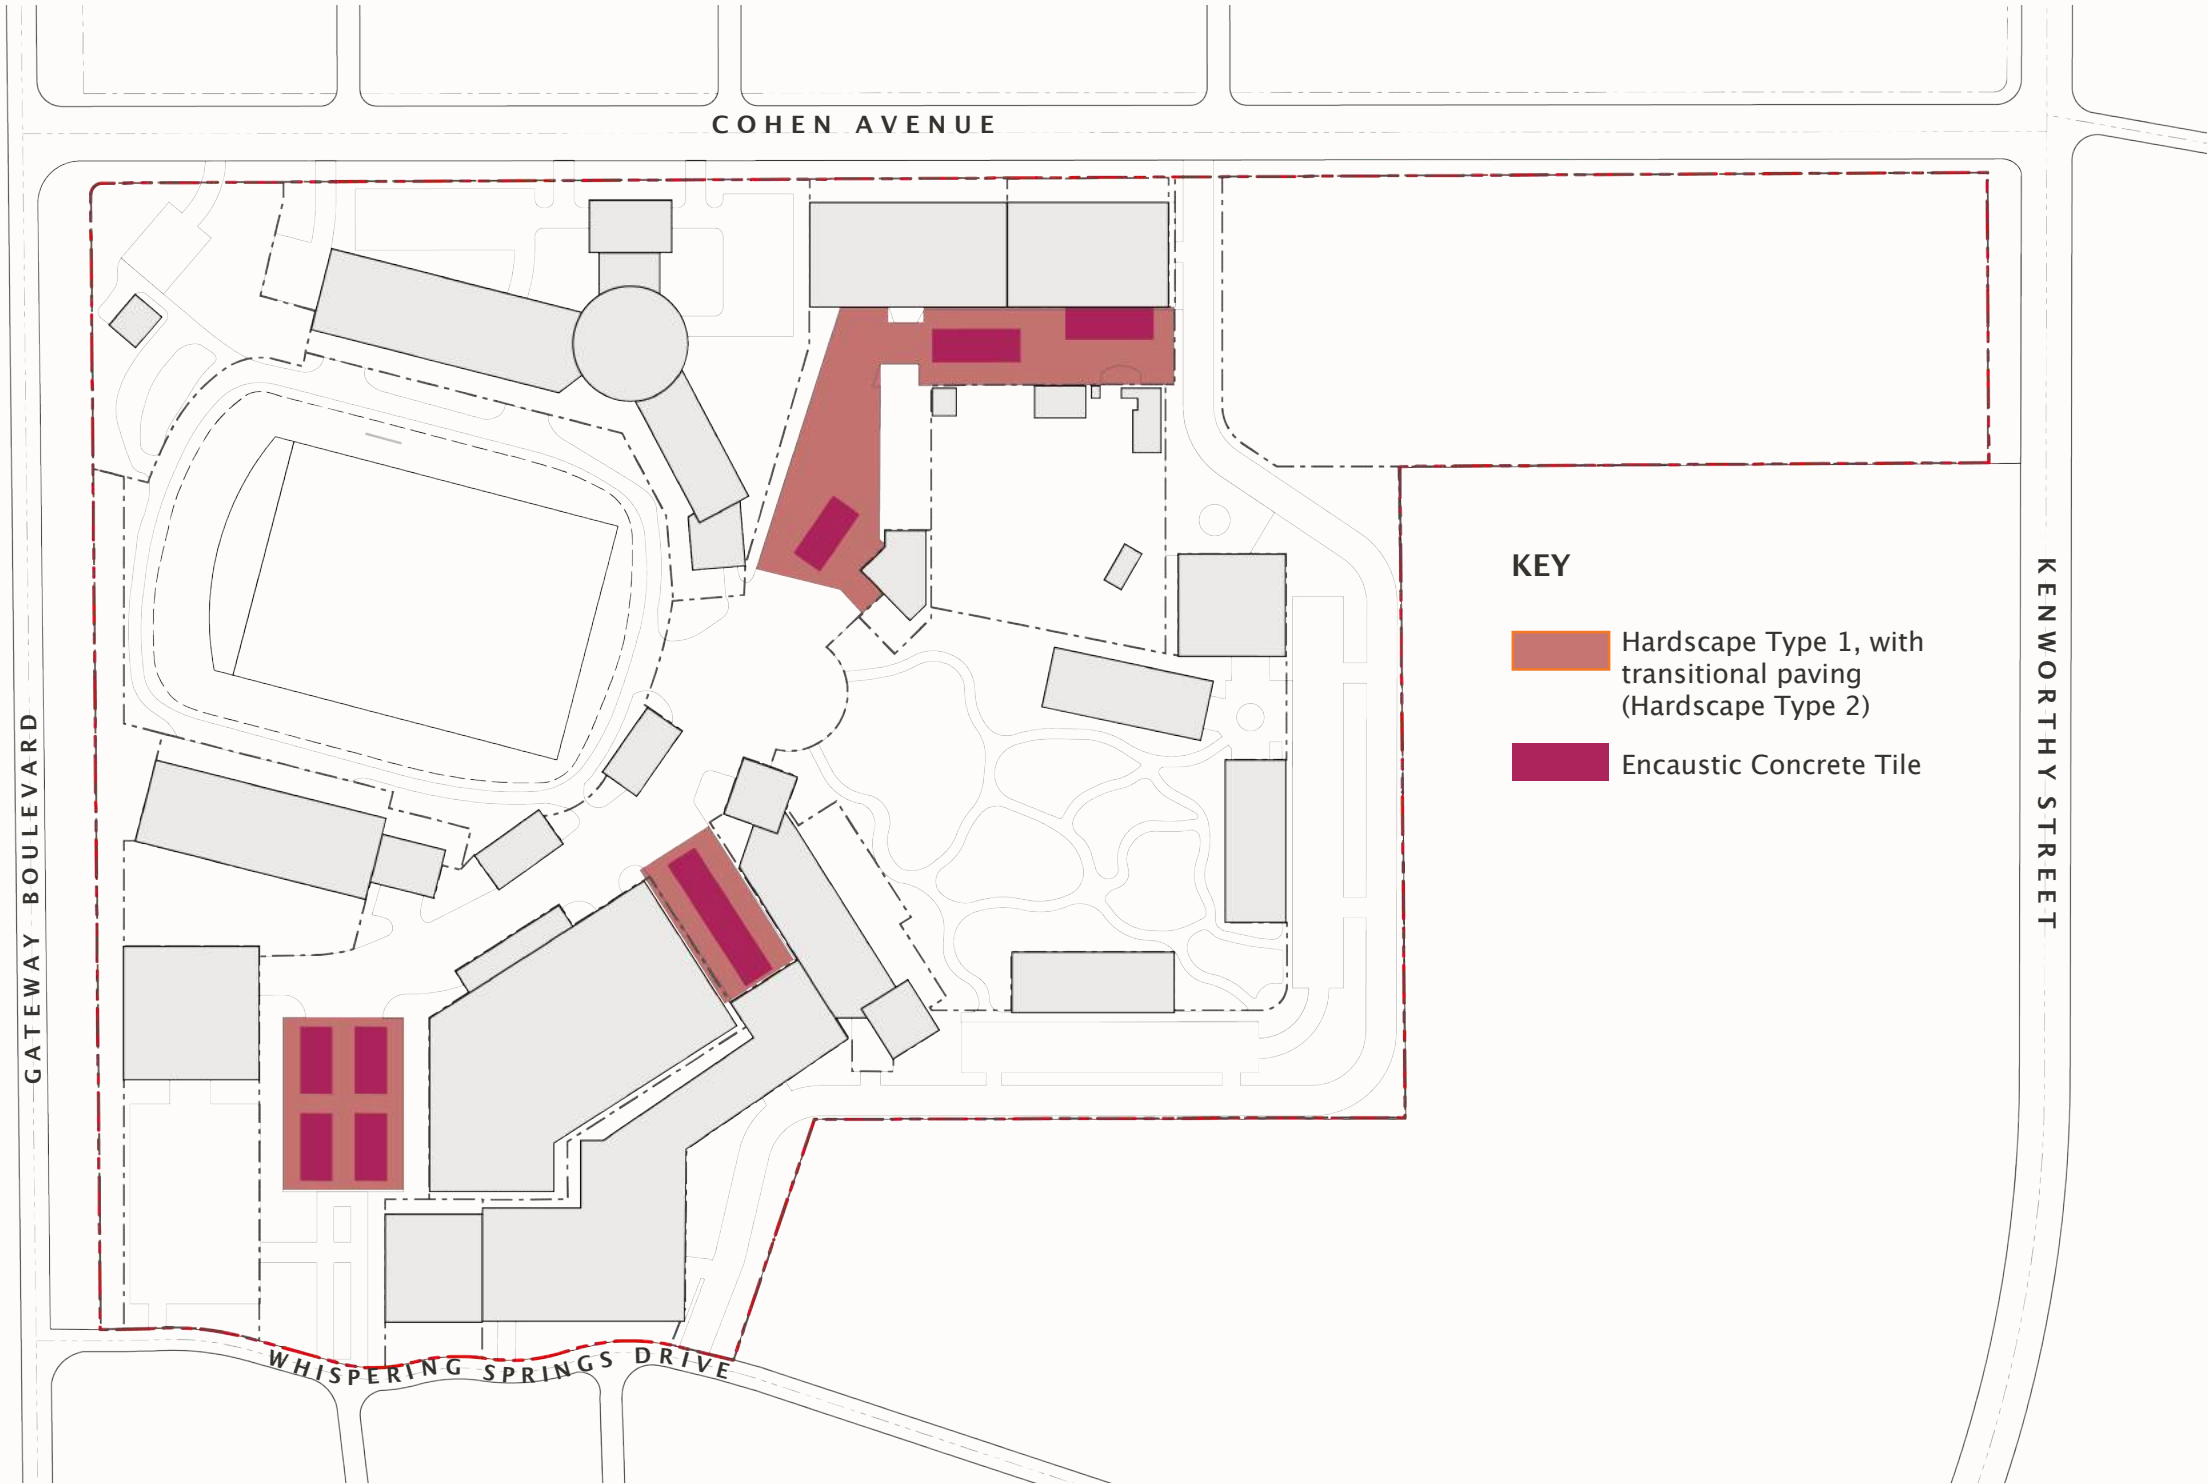 COHEN AVENUE
KEY
Hardscape Type 1, with
transitional paving
(Hardscape Type 2)
Encaustic Concrete Tile
KENWORTHY STREET
GATEWAY BOULEVARD
WHISPERING SPRINGS DRIVE